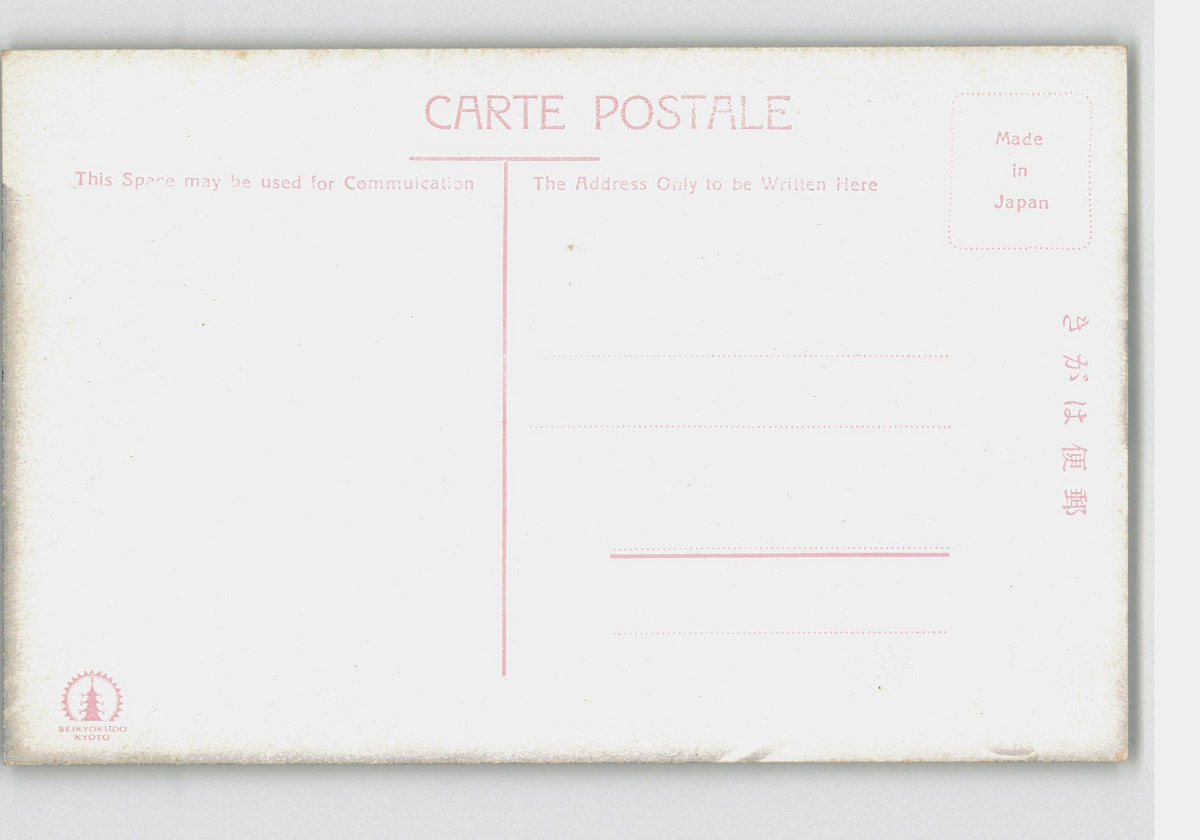 CARTE POSTALE
This Space may be used for Commuication
The Address Only to be Written Here
Made
in
Japan
郵便はがき
SEIKYOKUDO
KYOTO